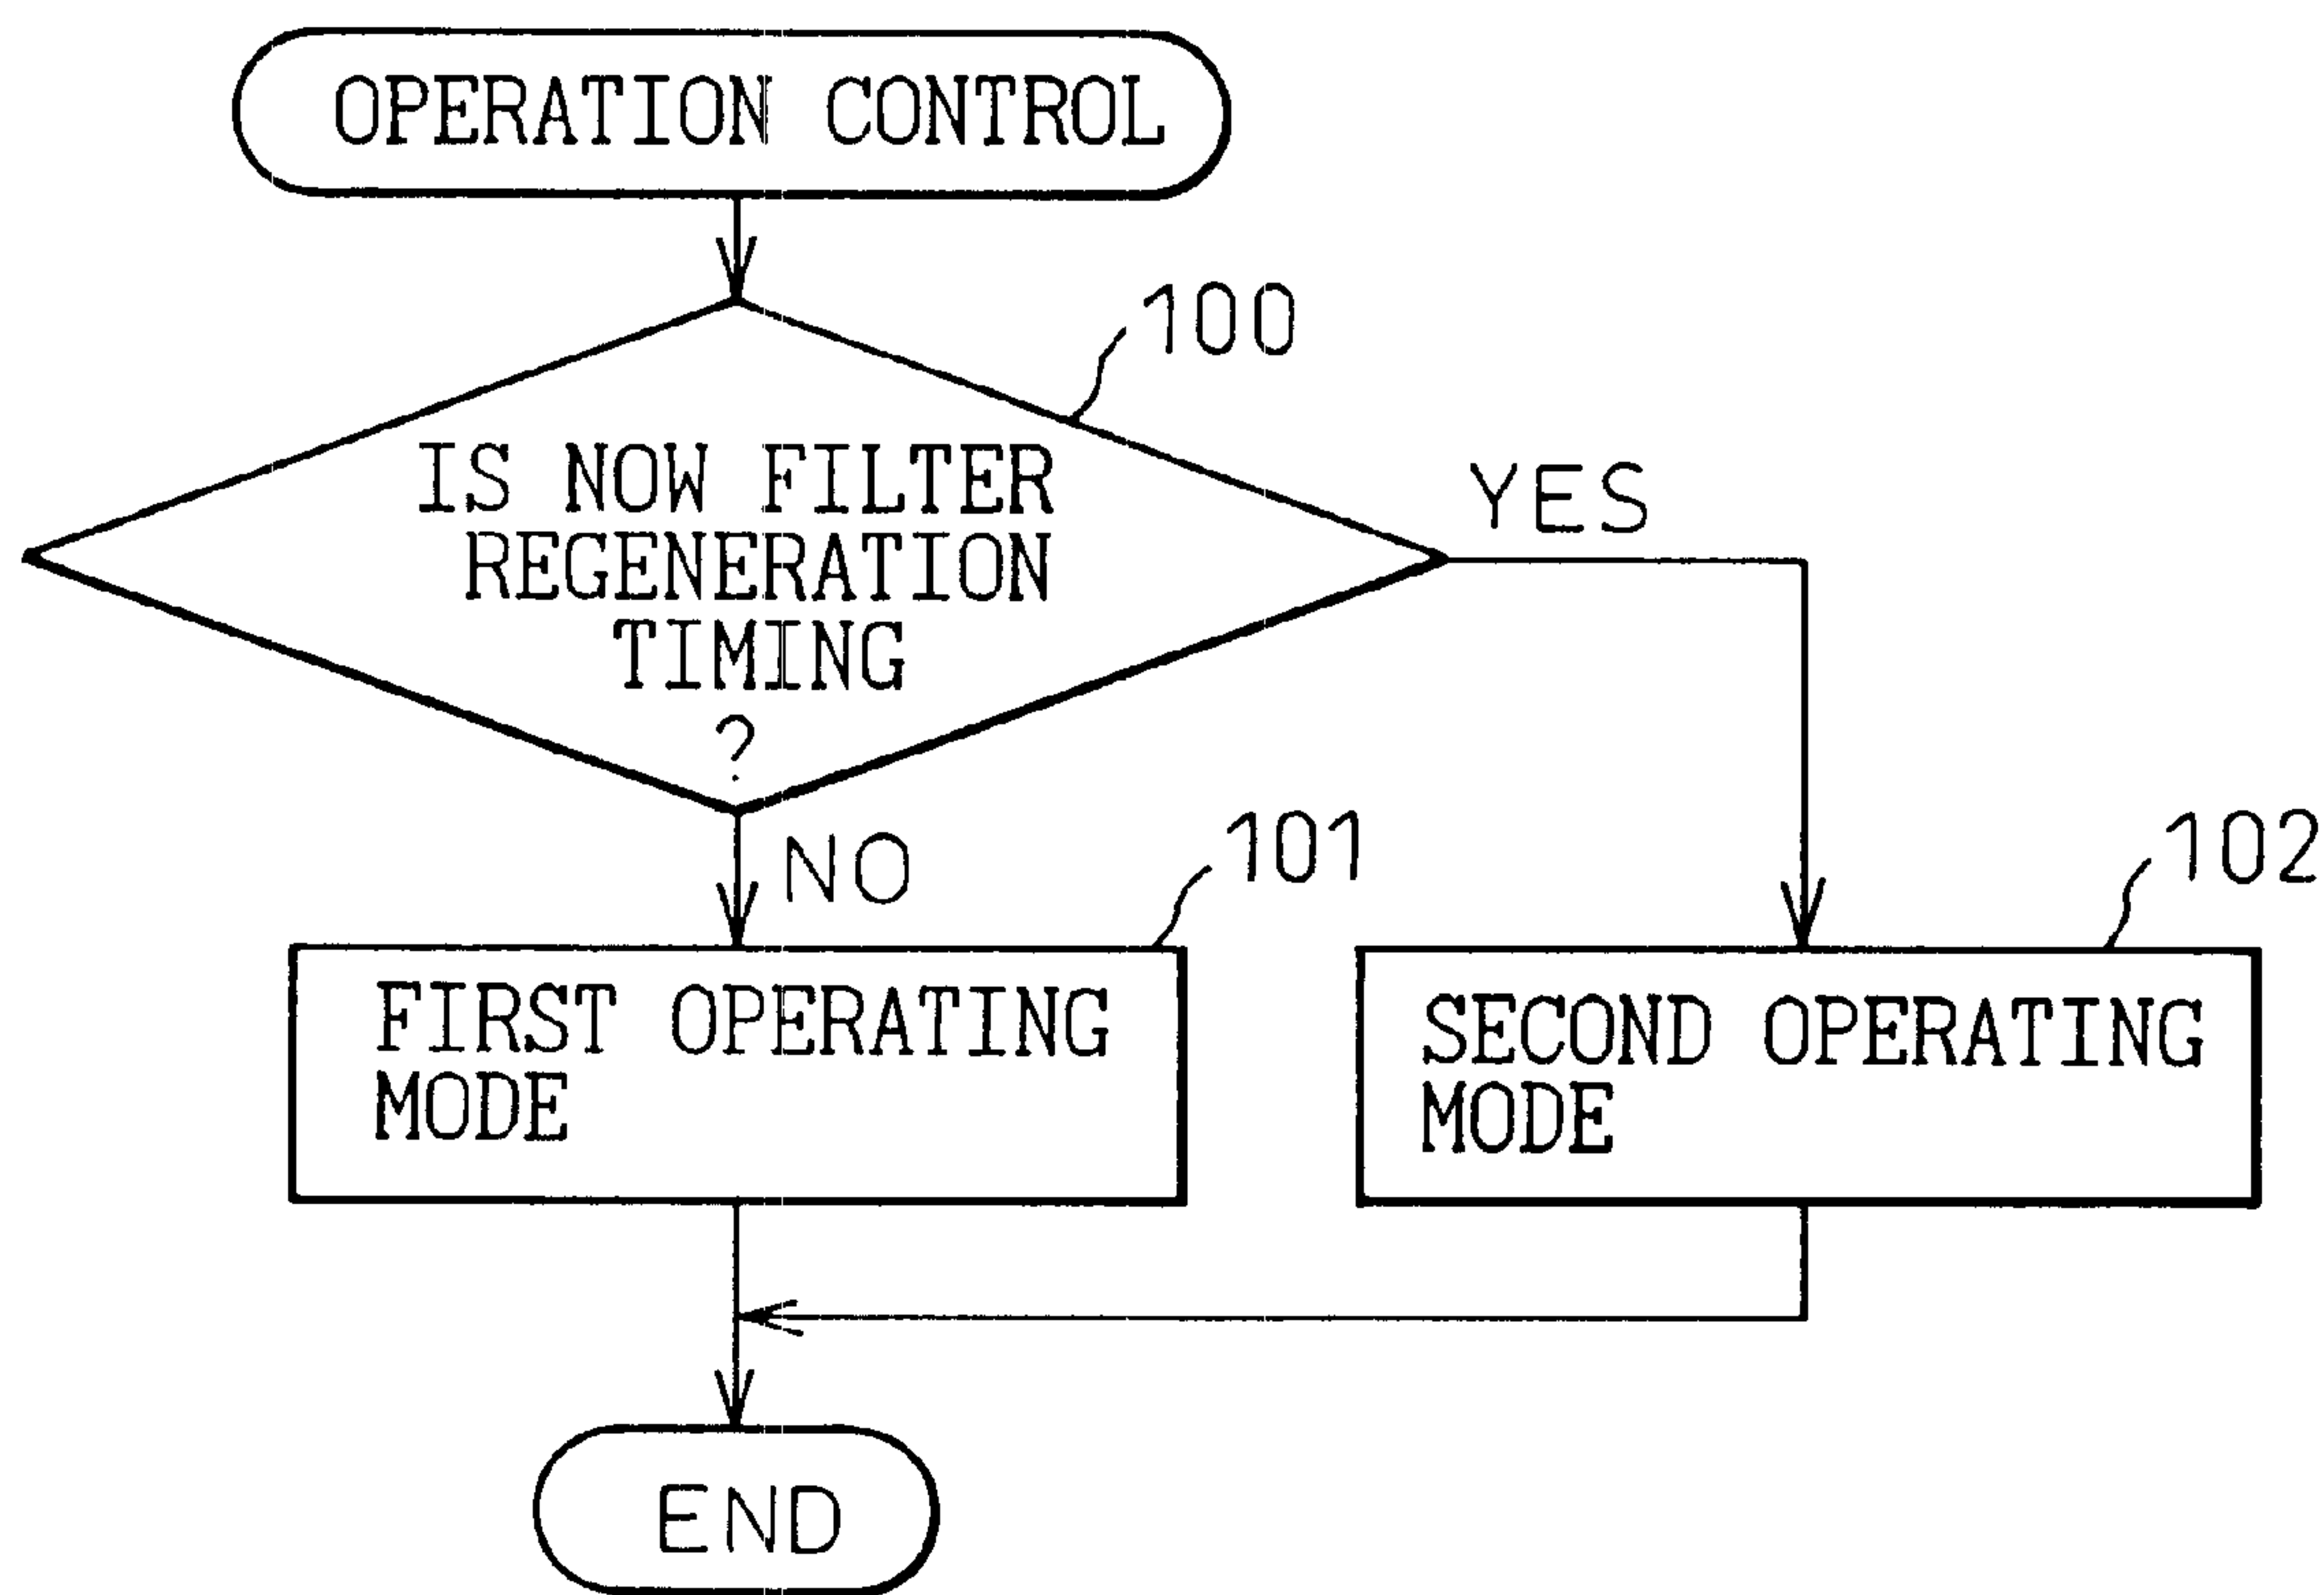 OPERATION CONTROL
100
IS NOW FILTER
REGENERATION
TIMING
?
YES
NO
101
102
FIRST OPERATING
MODE
SECOND OPERATING
MODE
END